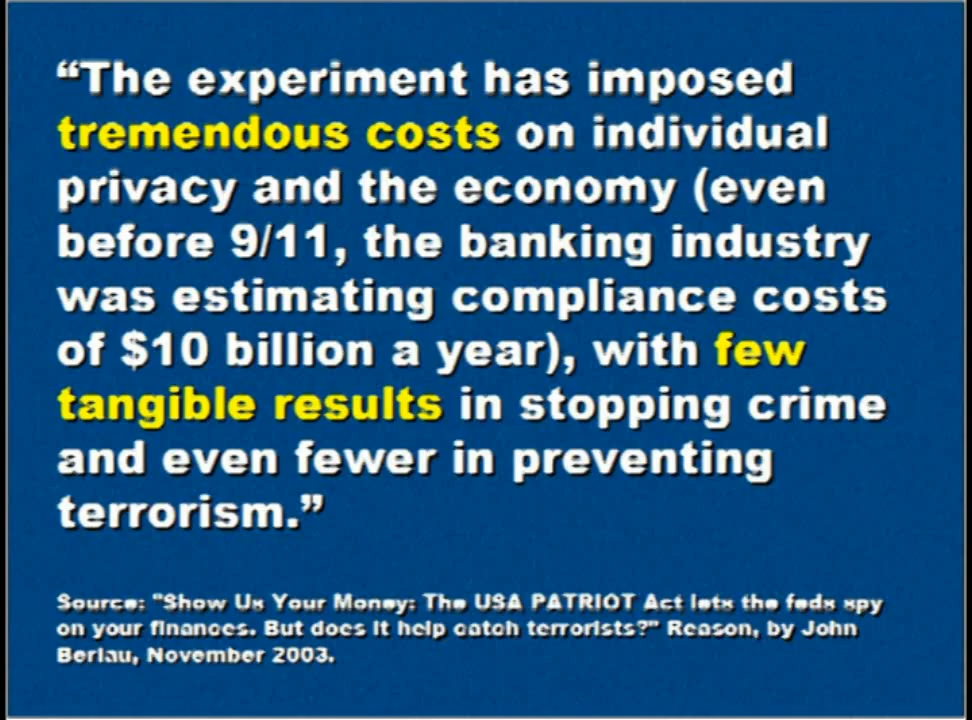 “The experiment has imposed
tremendous costs on individual
privacy and the economy (even
before 9/11, the banking industry
was estimating compliance costs
of $10 billion a year), with few
tangible results in stopping crime
and even fewer in preventing
terrorism.”
Source: "Show Us Your Money: The USA PATRIOT Act lets the feds spy
on your finances. But does it help catch terrorists?" Reason, by John
Berlau, November 2003.